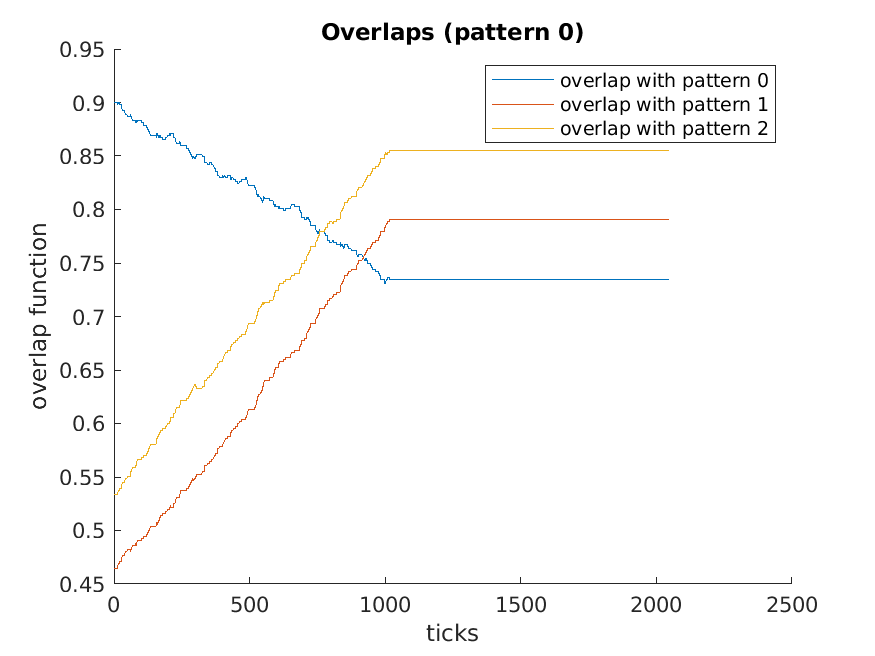 Overlaps (pattern 0)
overlap with pattern 0
overlap with pattern 1
overlap with pattern 2
0.95
0.9
0.85
0.8
0.75
0.7
0.65
0.6
0.55
0.5
0.45
overlap function
0 500 1000 1500 2000 2500
ticks